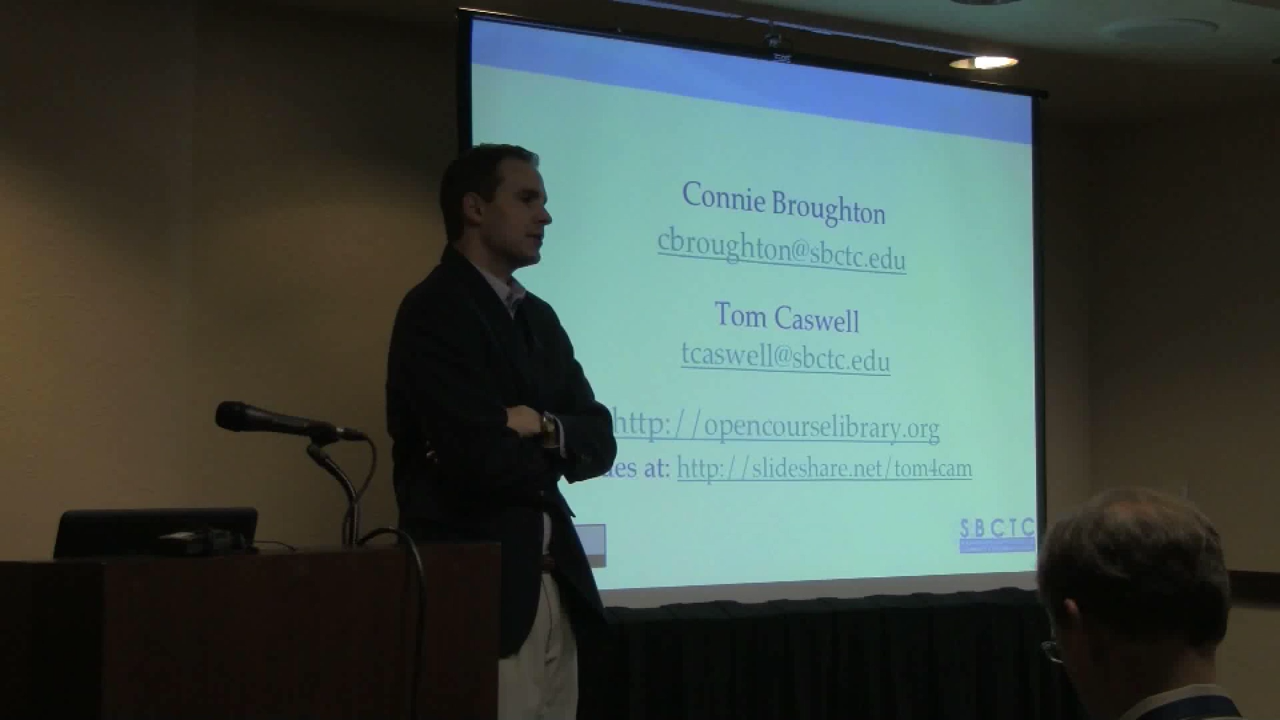 Connie Broughton
cbroughton@sbctc.edu
Tom Caswell
tcaswell@sbctc.edu
http://opencourselibrary.org
des at: http://slideshare.net/tom4cam
SBCTC